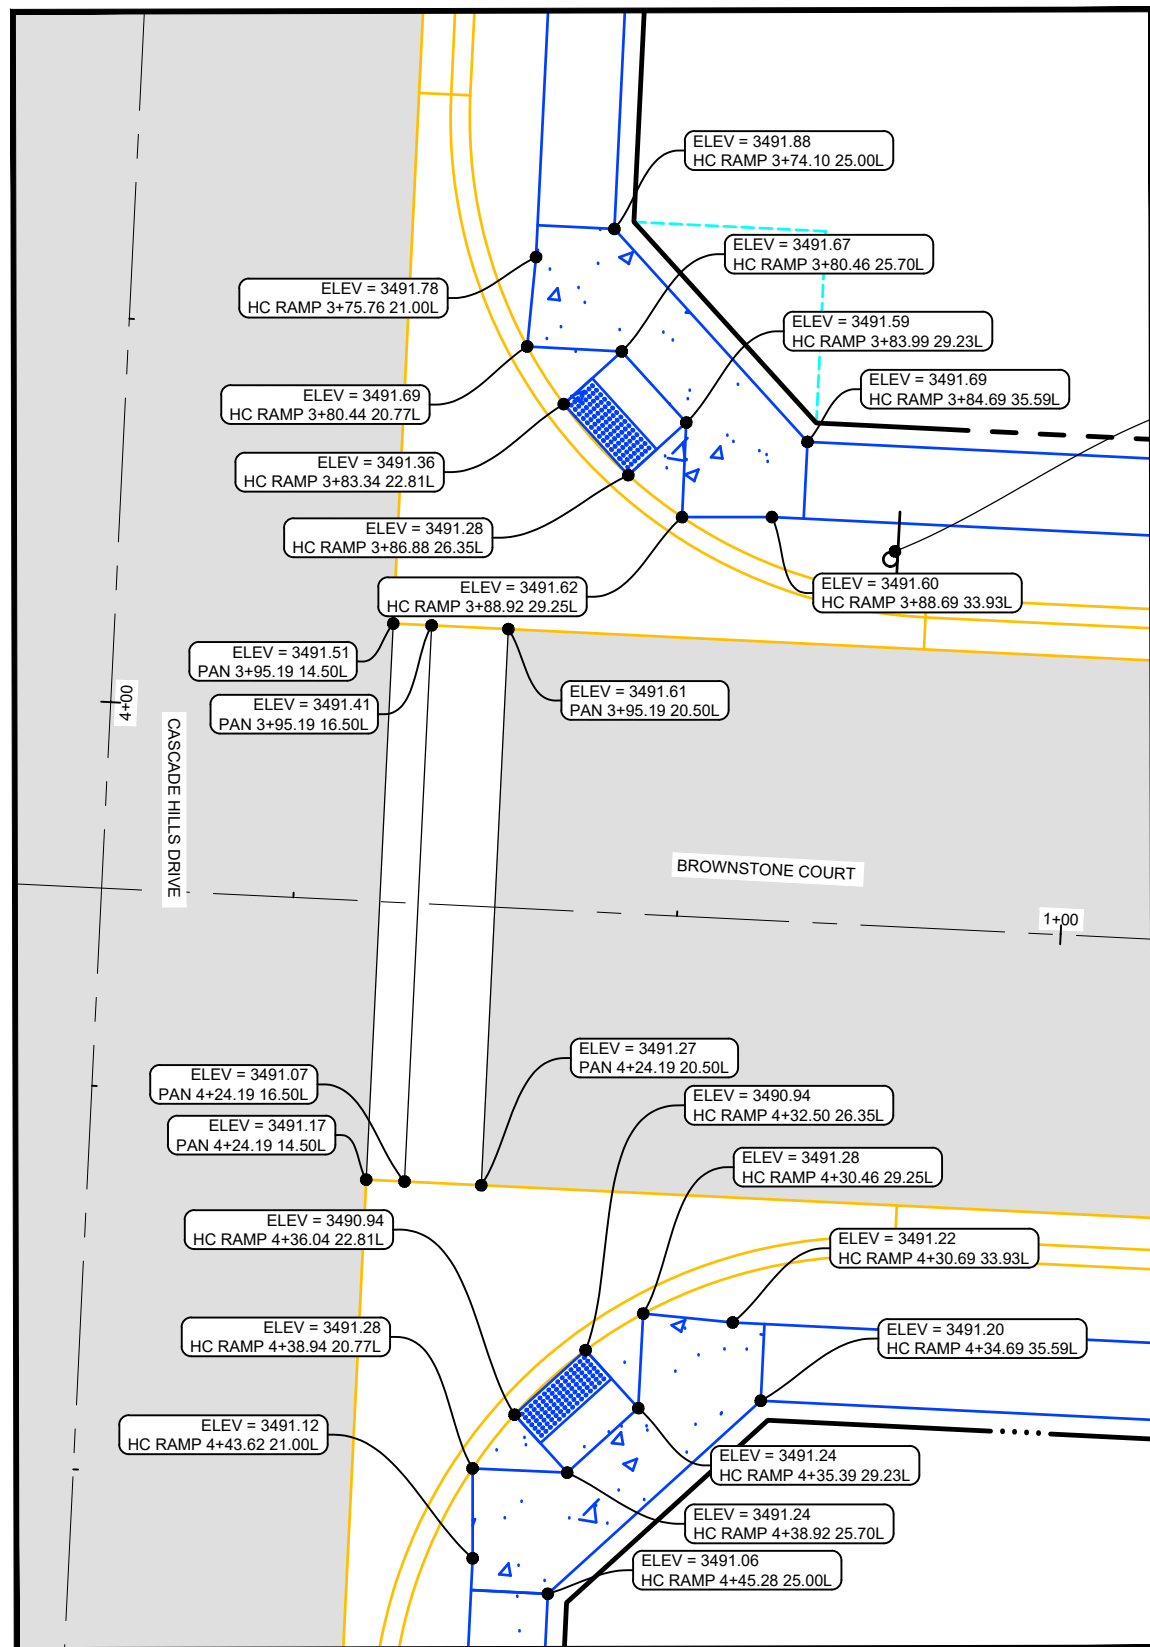 ELEV = 3491.88
HC RAMP 3+74.10 25.00L
ELEV = 3491.67
HC RAMP 3+80.46 25.70L
ELEV = 3491.78
HC RAMP 3+75.76 21.00L
ELEV = 3491.59
HC RAMP 3+83.99 29.23L
ELEV = 3491.69
HC RAMP 3+84.69 35.59L
ELEV = 3491.69
HC RAMP 3+80.44 20.77L
ELEV = 3491.36
HC RAMP 3+83.34 22.81L
ELEV = 3491.28
HC RAMP 3+86.88 26.35L
ELEV = 3491.62
HC RAMP 3+88.92 29.25L
ELEV = 3491.60
HC RAMP 3+88.69 33.93L
ELEV = 3491.51
PAN 3+95.19 14.50L
ELEV = 3491.41
PAN 3+95.19 16.50L
ELEV = 3491.61
PAN 3+95.19 20.50L
4+00
CASCADE HILLS DRIVE
BROWNSTONE COURT
1+00
ELEV = 3491.27
PAN 4+24.19 20.50L
ELEV = 3491.07
PAN 4+24.19 16.50L
ELEV = 3490.94
HC RAMP 4+32.50 26.35L
ELEV = 3491.17
PAN 4+24.19 14.50L
ELEV = 3491.28
HC RAMP 4+30.46 29.25L
ELEV = 3490.94
HC RAMP 4+36.04 22.81L
ELEV = 3491.22
HC RAMP 4+30.69 33.93L
ELEV = 3491.28
HC RAMP 4+38.94 20.77L
ELEV = 3491.20
HC RAMP 4+34.69 35.59L
ELEV = 3491.12
HC RAMP 4+43.62 21.00L
ELEV = 3491.24
HC RAMP 4+35.39 29.23L
ELEV = 3491.24
HC RAMP 4+38.92 25.70L
ELEV = 3491.06
HC RAMP 4+45.28 25.00L